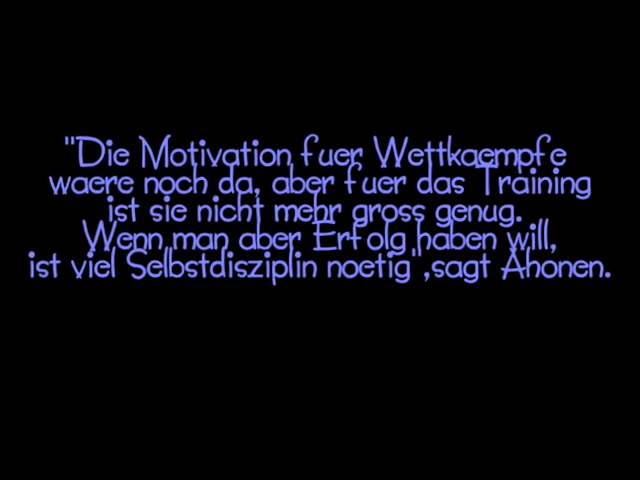 "Die Motivation fuer Wettkaempfe
waere noch da, aber fuer das Training
ist sie nicht mehr gross genug.
Wenn man aber Erfolg haben will,
ist viel Selbstdisziplin noetig",sagt Ahonen.